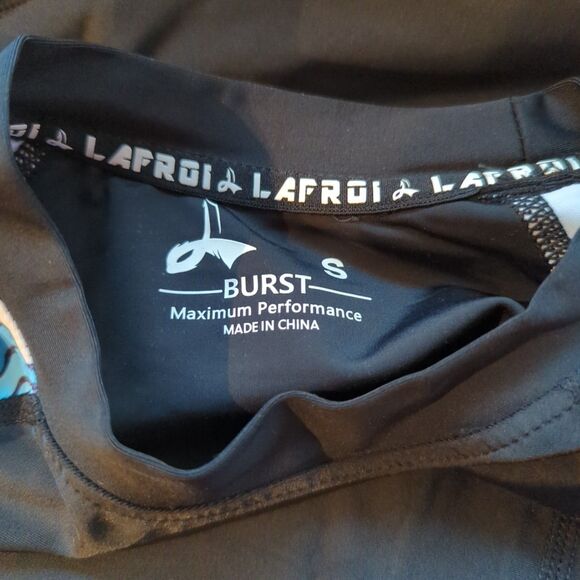 LAFROI LAFROI LAFROI
S
BURST
Maximum Performance
MADE IN CHINA